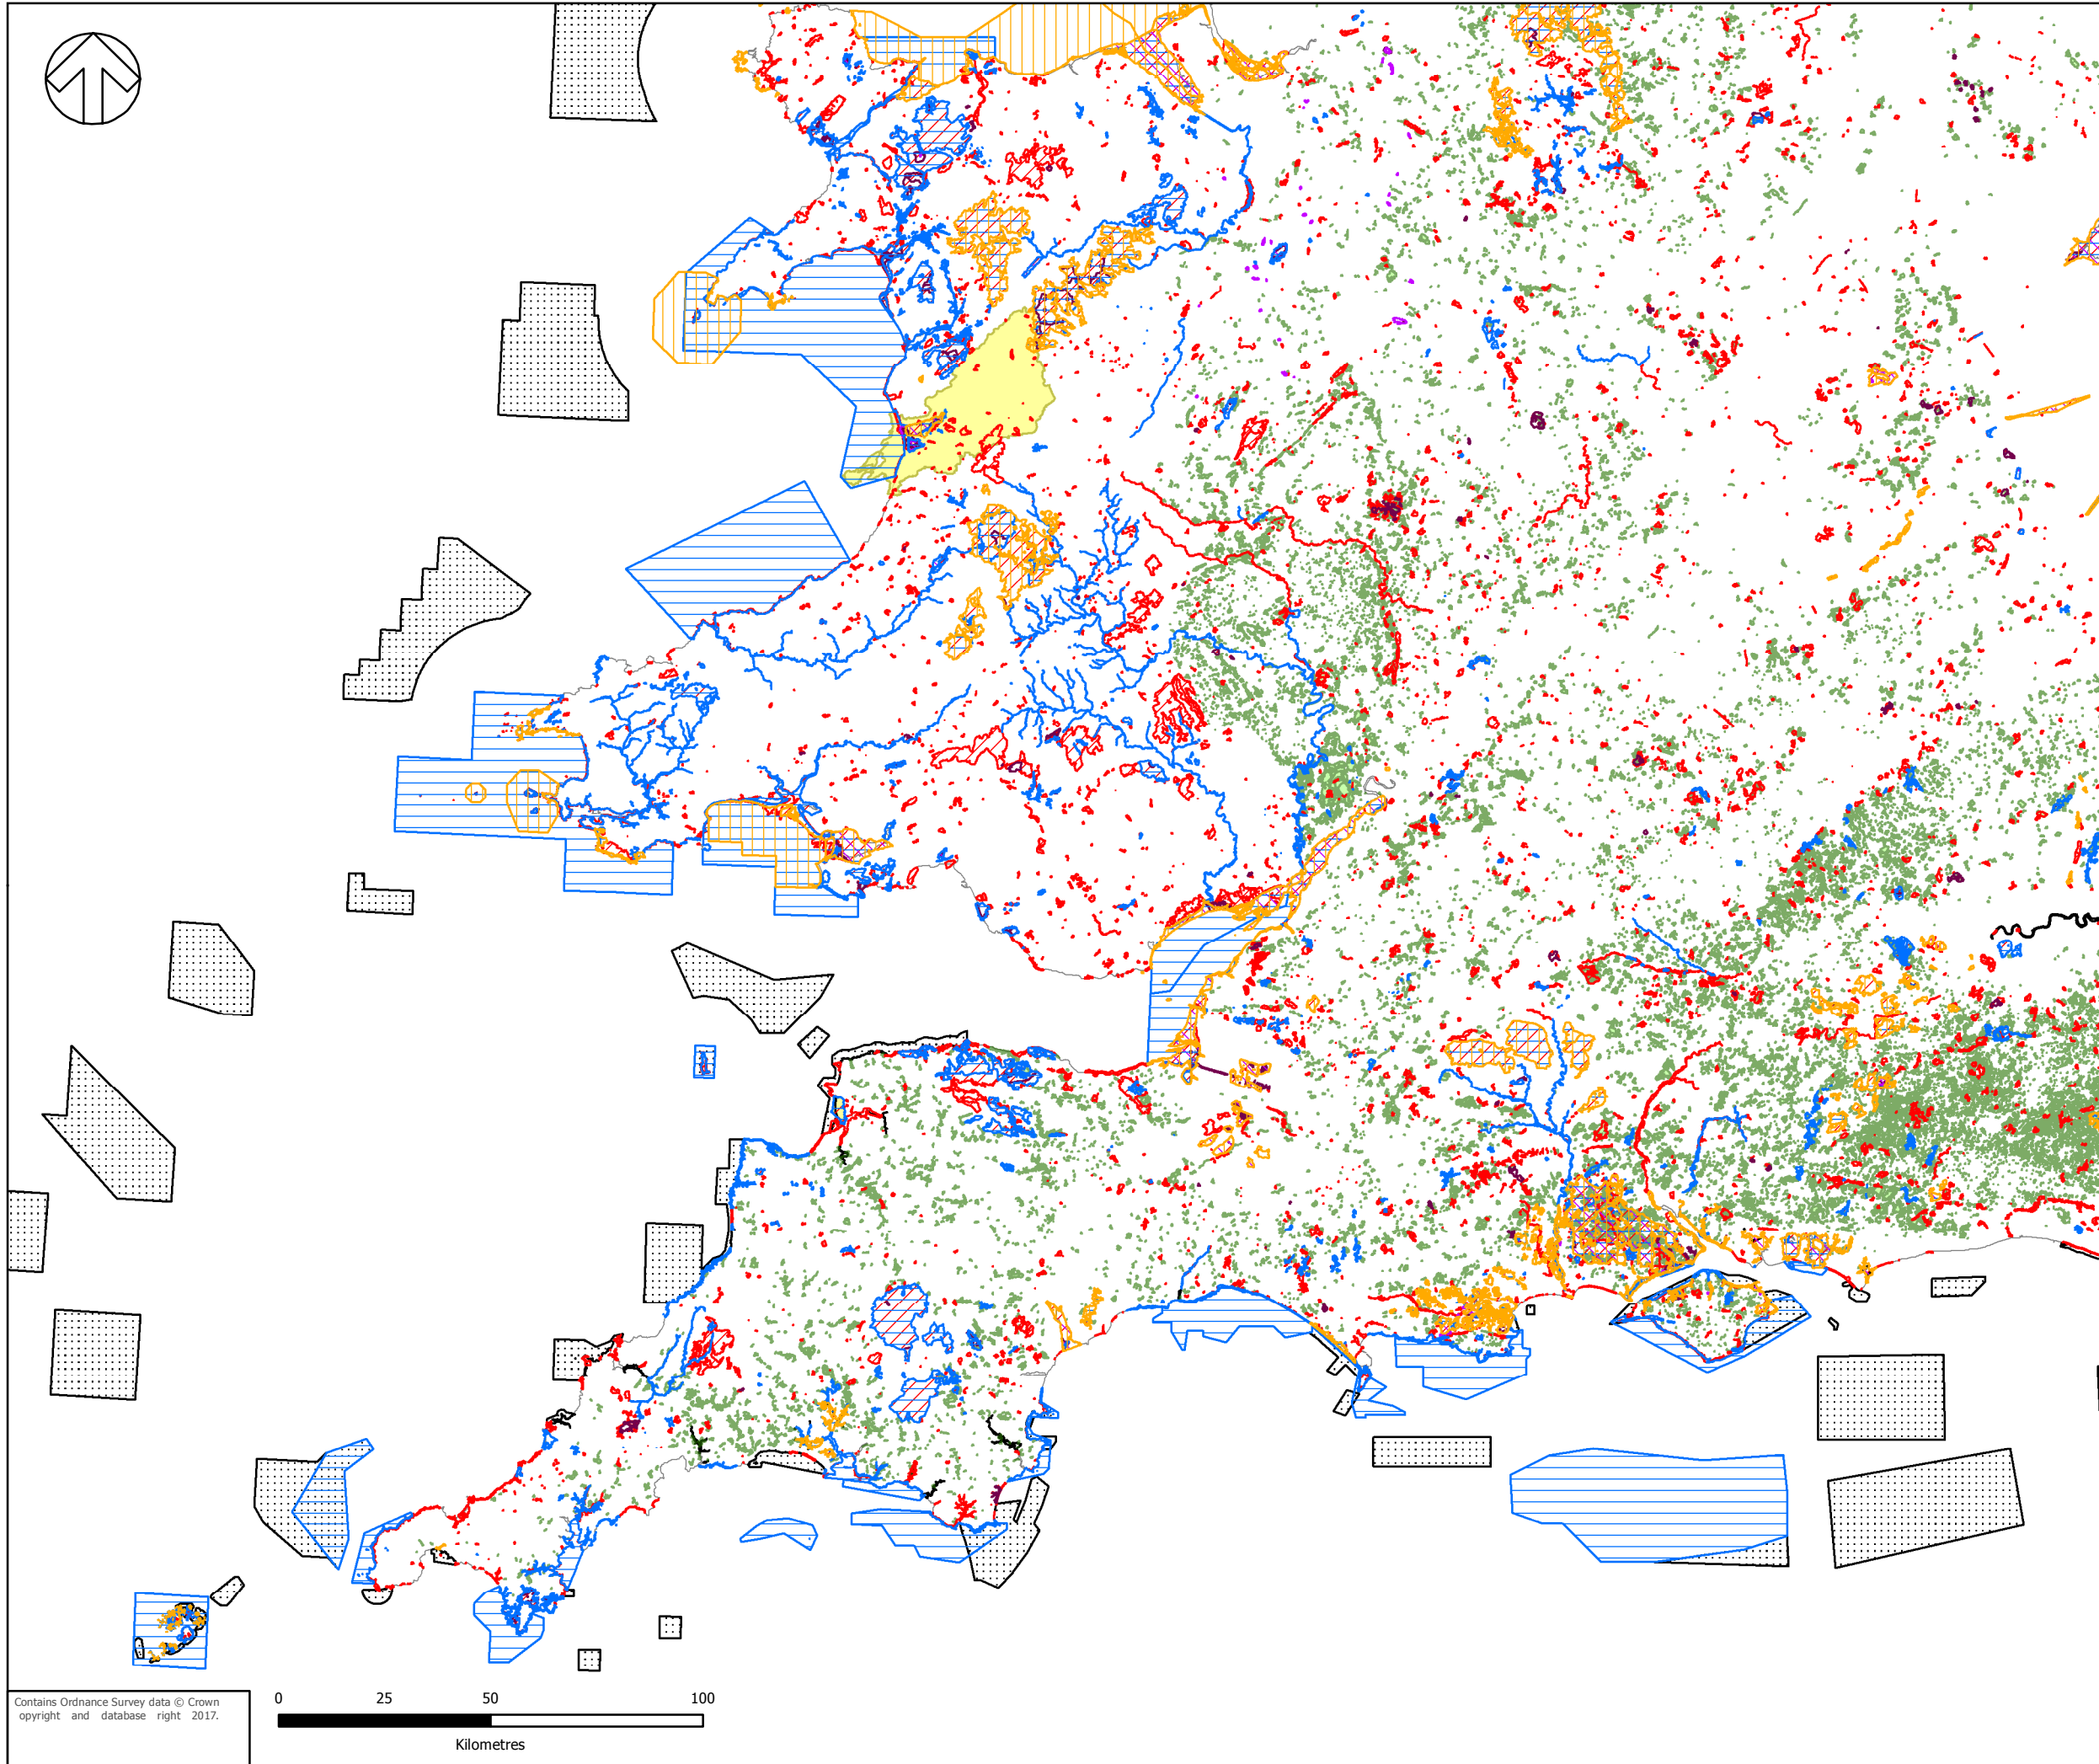 Contains Ordnance Survey data © Crown
opyright and database right 2017.
0 25 50 100
Kilometres